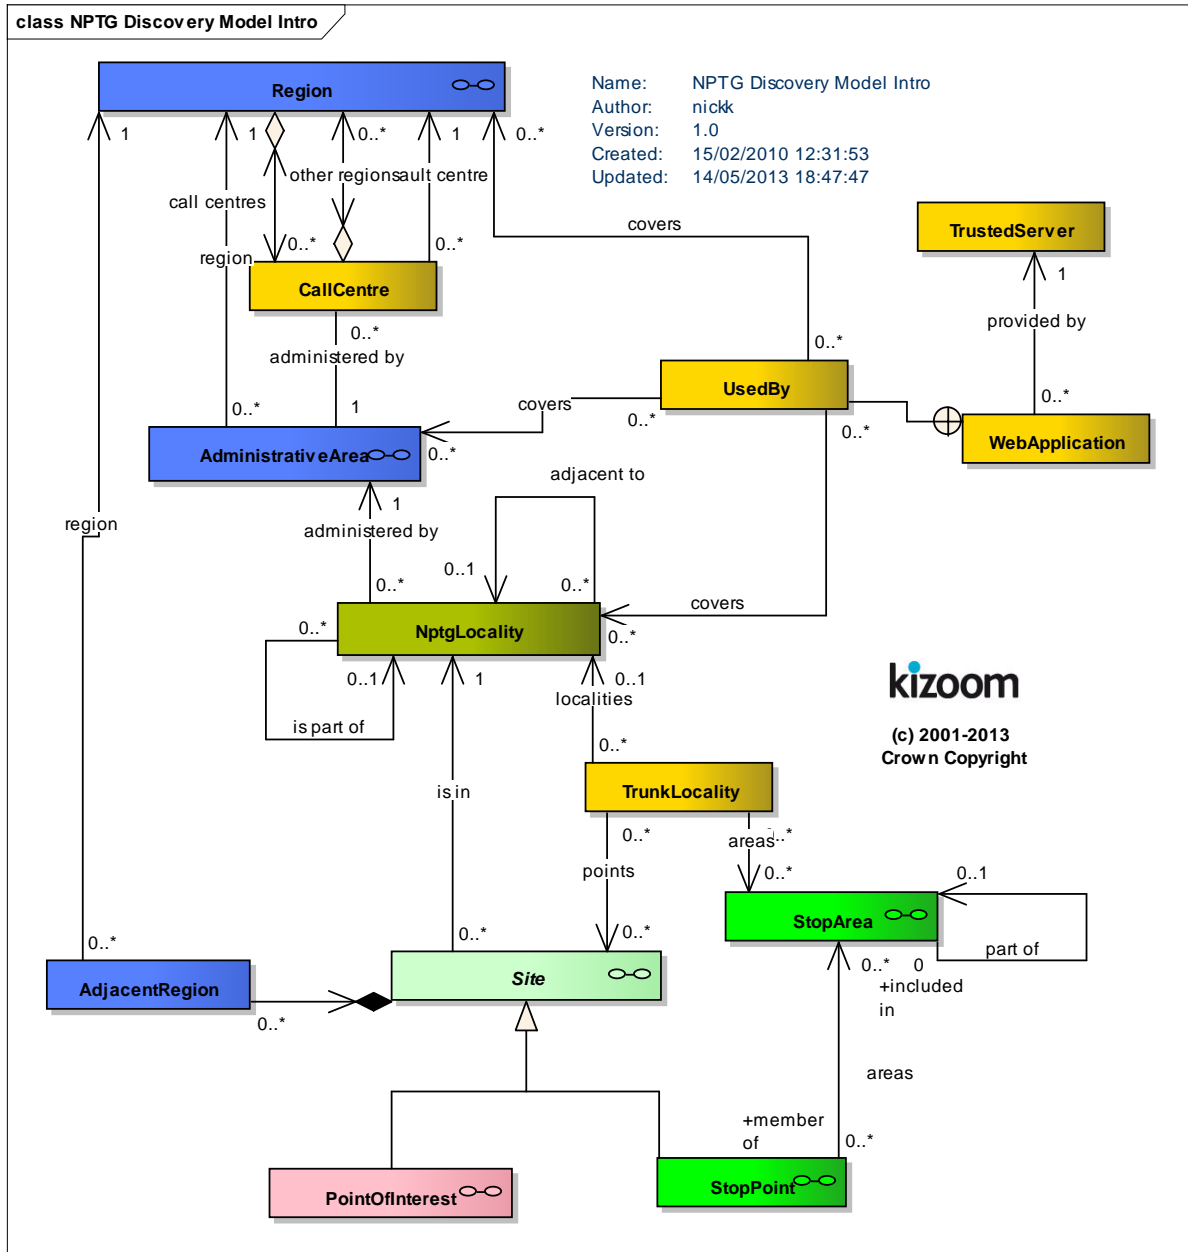 class NPTG Discovery Model Intro
Region
Name: NPTG Discovery Model Intro
Author: nickk
Version: 1.0
Created: 15/02/2010 12:31:53
Updated: 14/05/2013 18:47:47
1
1
1
0..*
1
0..*
other regions
ault centre
call centres
region
covers
0..*
0..*
TrustedServer
CallCentre
1
0..*
administered by
provided by
0..*
UsedBy
0..*
0..*
1
covers
0..*
0..*
WebApplication
AdministrativeArea
0..*
adjacent to
1
administered by
region
0..1
0..*
0..*
covers
0..*
NptgLocality
0..*
0..1
1
0..1
localities
is part of
kizoom
(c) 2001-2013
Crown Copyright
0..*
is in
TrunkLocality
0..*
..*
areas
points
0..*
0..1
StopArea
part of
0..*
0..*
0..*
0..*
0
+included
in
Site
AdjacentRegion
0..*
areas
+member
of
0..*
PointOfInterest
StopPoint